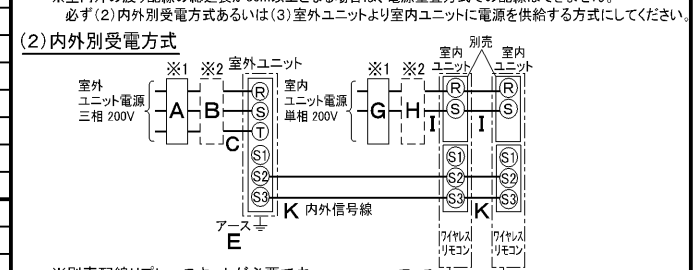 必ず(2)内外別受電方式あるいは(3)室外ユニットより室内ユニットに電源を供給する方式にしてください。
(2)内外別受電方式
※1 ※2 室外ユニット
室外
ユニット電源
三相 200V
A B C
R
S
T
S1
S2
S3
アース
E
K 内外信号線
※1 ※2
室内
ユニット電源
単相 200V
G H I I
別売
室内
ユニット
室内
ユニット
R R
S S
S1 S1
S2 S2
S3 K S3
ワイヤレス
リモコン
ワイヤレス
リモコン